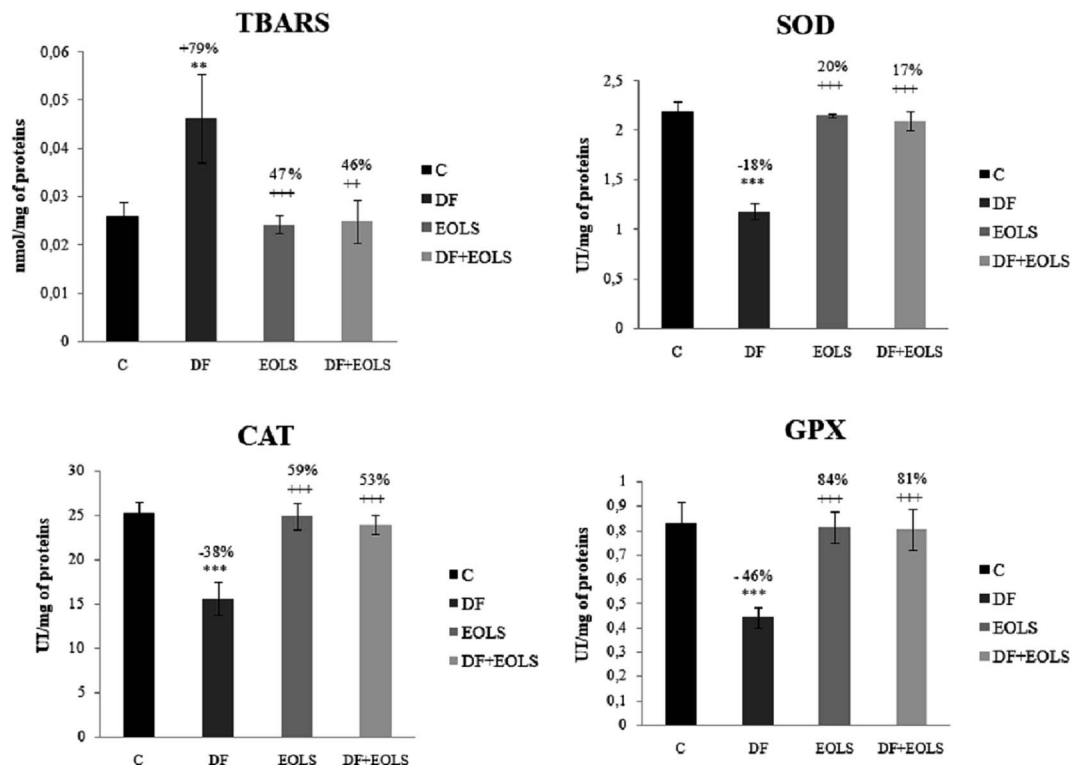 TBARS
nmol/mg of proteins
0,06
0,05
0,04
0,03
0,02
0,01
0
+79%
**
47%
+++
46%
++
C
DF
EOLS
DF+EOLS
C
DF
EOLS
DF+EOLS
SOD
UI/mg of proteins
2,5
2
1,5
1
0,5
0
-18%
***
20%
+++
17%
+++
C
DF
EOLS
DF+EOLS
C
DF
EOLS
DF+EOLS
CAT
UI/mg of proteins
30
25
20
15
10
5
0
-38%
***
59%
+++
53%
+++
C
DF
EOLS
DF+EOLS
C
DF
EOLS
DF+EOLS
GPX
UI/mg of proteins
1
0,9
0,8
0,7
0,6
0,5
0,4
0,3
0,2
0,1
0
- 46%
***
84%
+++
81%
+++
C
DF
EOLS
DF+EOLS
C
DF
EOLS
DF+EOLS